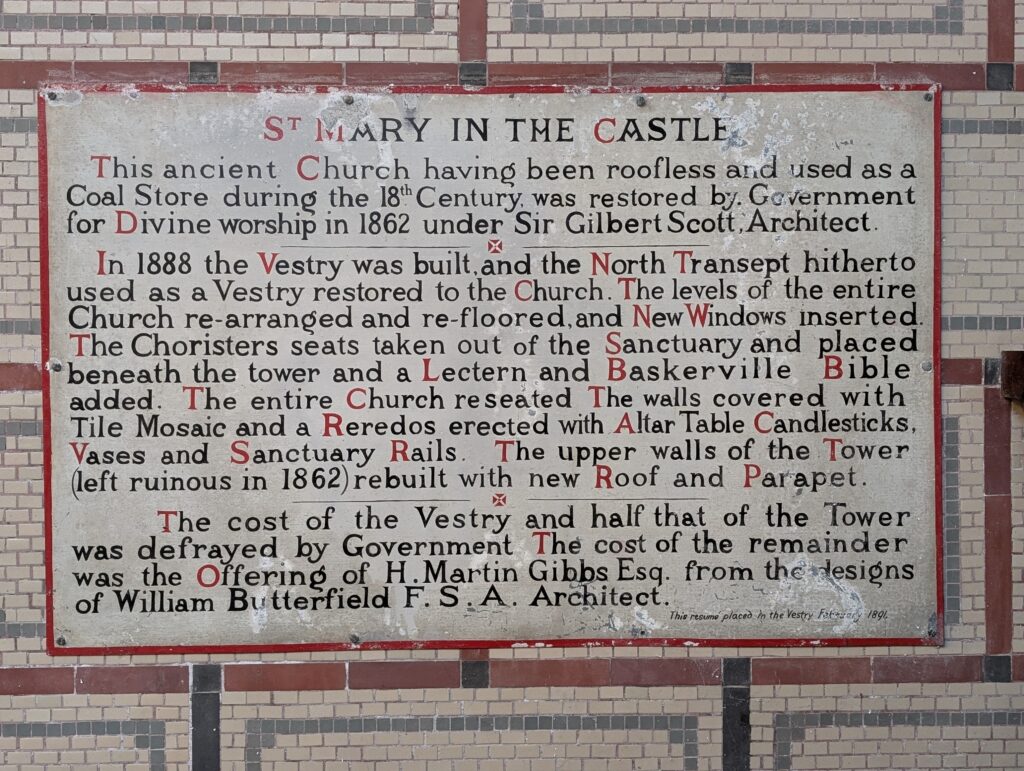 Sᵀ MARY IN THE CASTLE
This ancient Church having been roofless and used as a
Coal Store during the 18th Century, was restored by Government
for Divine worship in 1862 under Sir Gilbert Scott, Architect.
In 1888 the Vestry was built, and the North Transept hitherto
used as a Vestry restored to the Church. The levels of the entire
Church re-arranged and re-floored, and New Windows inserted.
The Choristers seats taken out of the Sanctuary and placed
beneath the tower and a Lectern and Baskerville Bible
added. The entire Church reseated The walls covered with
Tile Mosaic and a Reredos erected with Altar Table Candlesticks,
Vases and Sanctuary Rails. The upper walls of the Tower
(left ruinous in 1862) rebuilt with new Roof and Parapet.
The cost of the Vestry and half that of the Tower
was defrayed by Government The cost of the remainder
was the Offering of H. Martin Gibbs Esq. from the designs
of William Butterfield F. S. A. Architect.
This resumé placed in the Vestry February 1891.